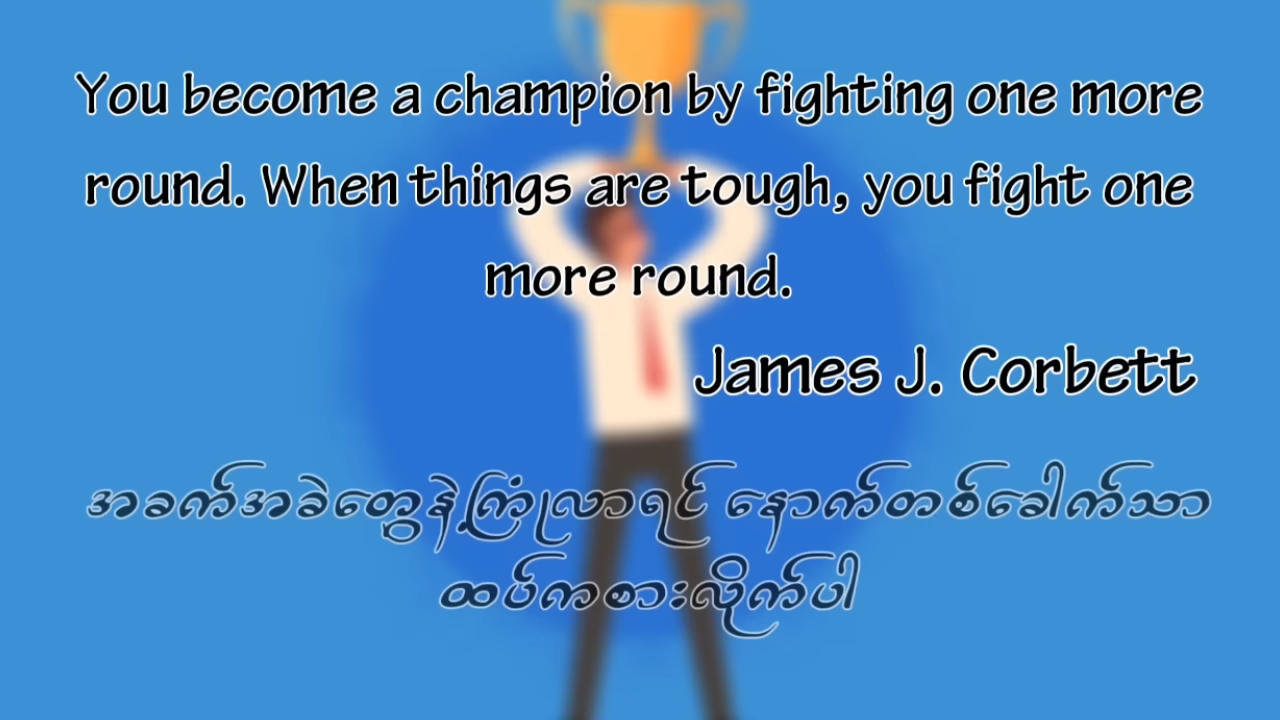 You become a champion by fighting one more
round. When things are tough, you fight one
more round.
James J. Corbett
အခက်အခဲတွေနဲ့ကြုံလာရင် နောက်တစ်ခေါက်သာ
ထပ်ကစားလိုက်ပါ